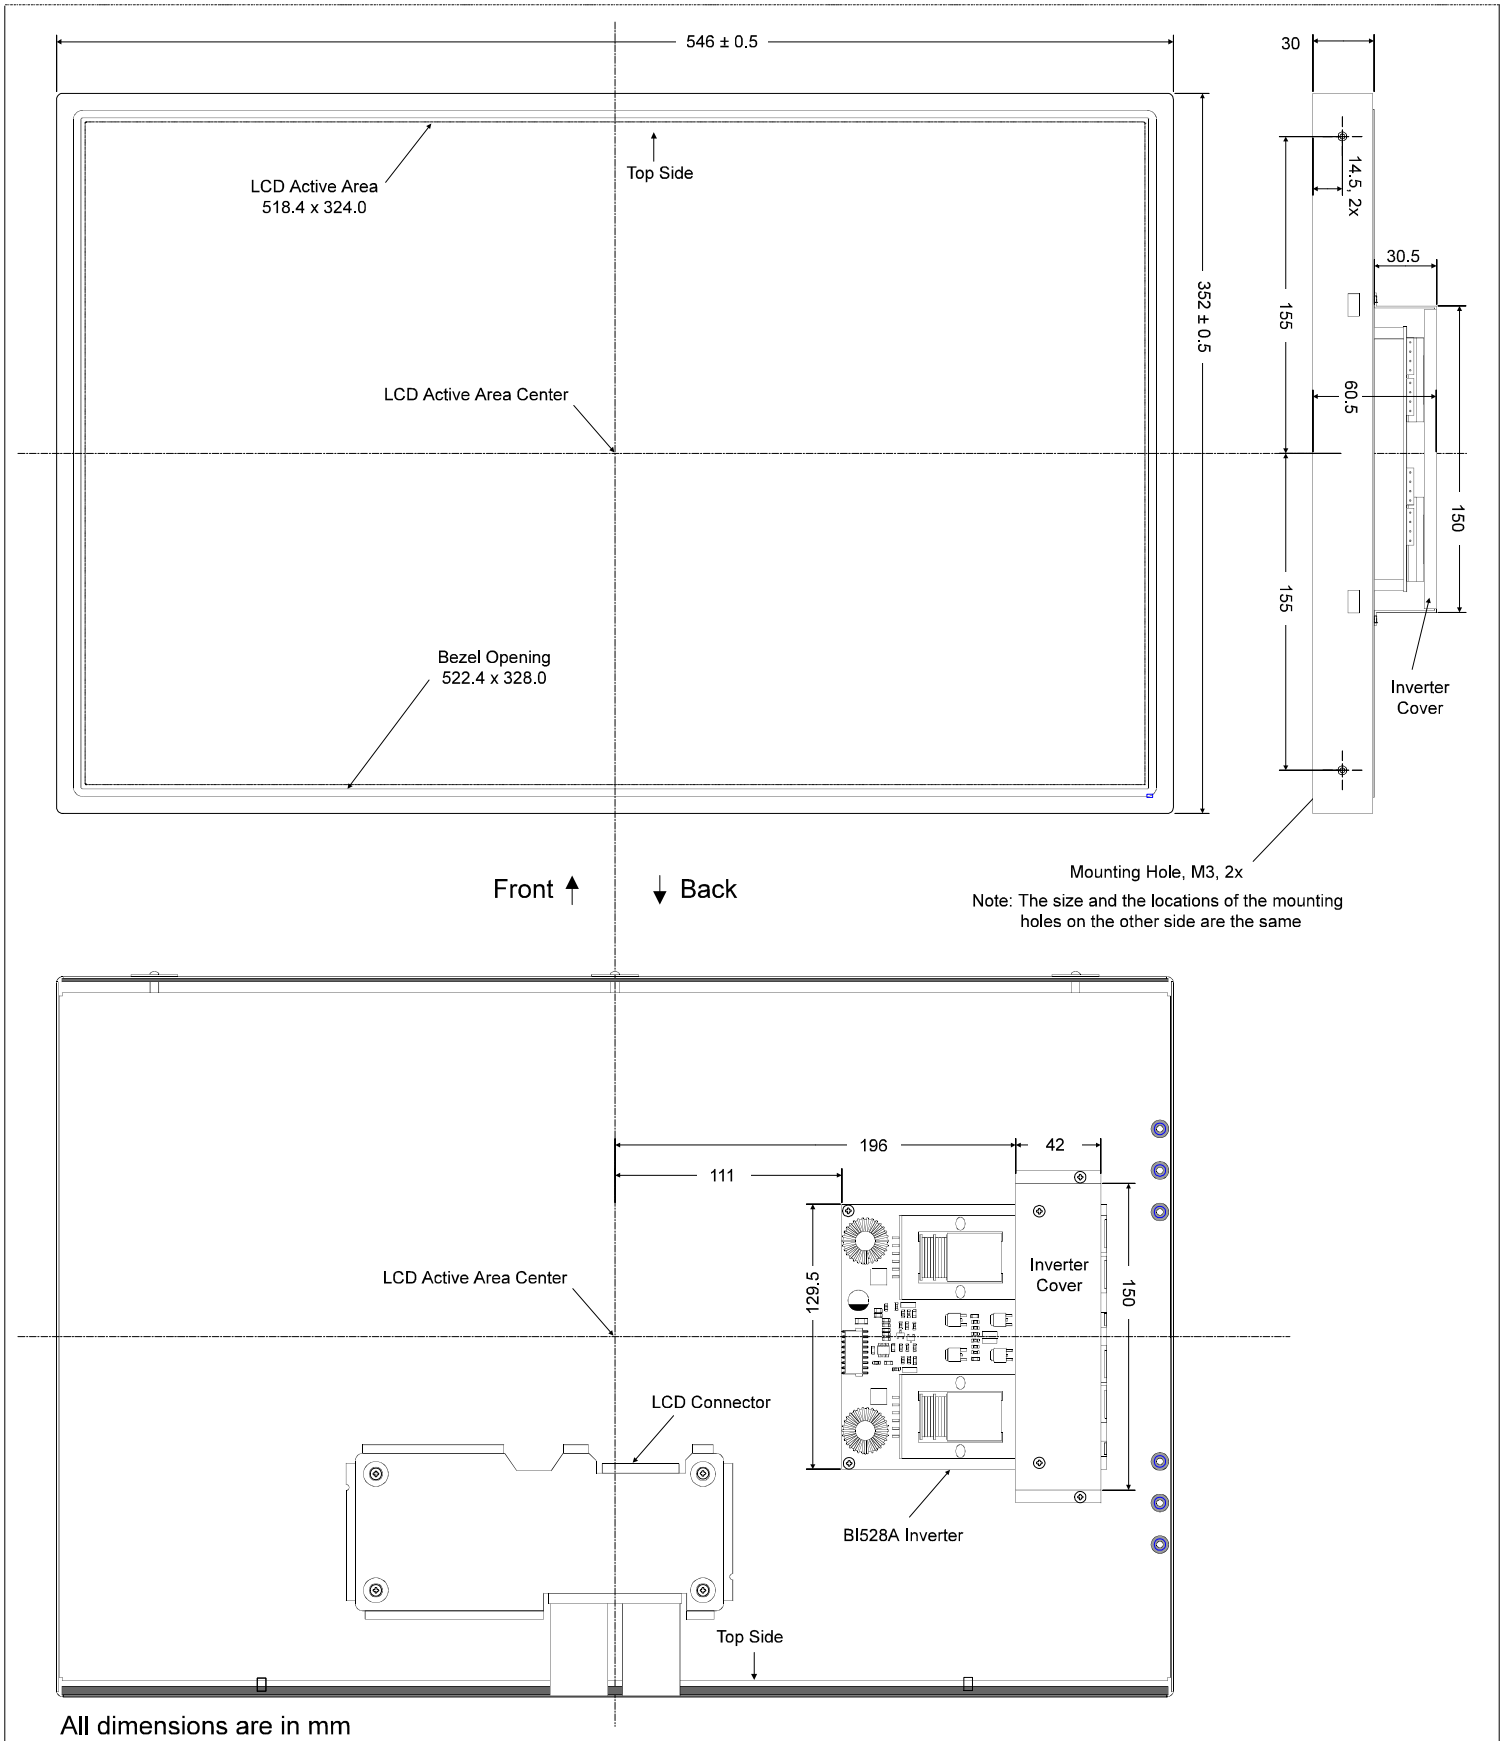 546 ± 0.5
30
Top Side
LCD Active Area
518.4 x 324.0
14.5, 2x
30.5
352 ± 0.5
155
LCD Active Area Center
60.5
150
155
Bezel Opening
522.4 x 328.0
Inverter
Cover
Mounting Hole, M3, 2x
Note: The size and the locations of the mounting
holes on the other side are the same
Front
Back
196
42
111
LCD Active Area Center
129.5
Inverter
Cover
150
LCD Connector
BI528A Inverter
Top Side
All dimensions are in mm